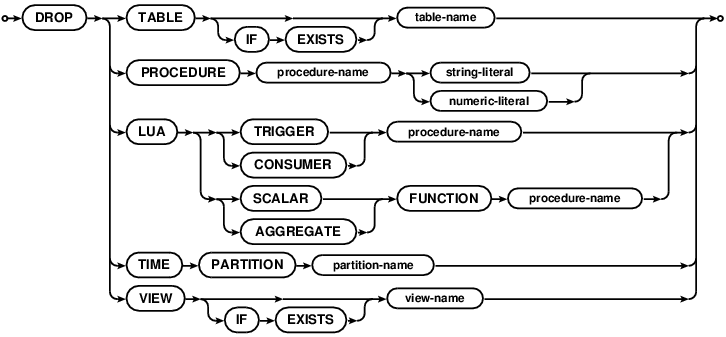 DROP TABLE table-name
IF EXISTS
PROCEDURE procedure-name string-literal
numeric-literal
LUA TRIGGER procedure-name
CONSUMER
SCALAR FUNCTION procedure-name
AGGREGATE
TIME PARTITION partition-name
VIEW view-name
IF EXISTS